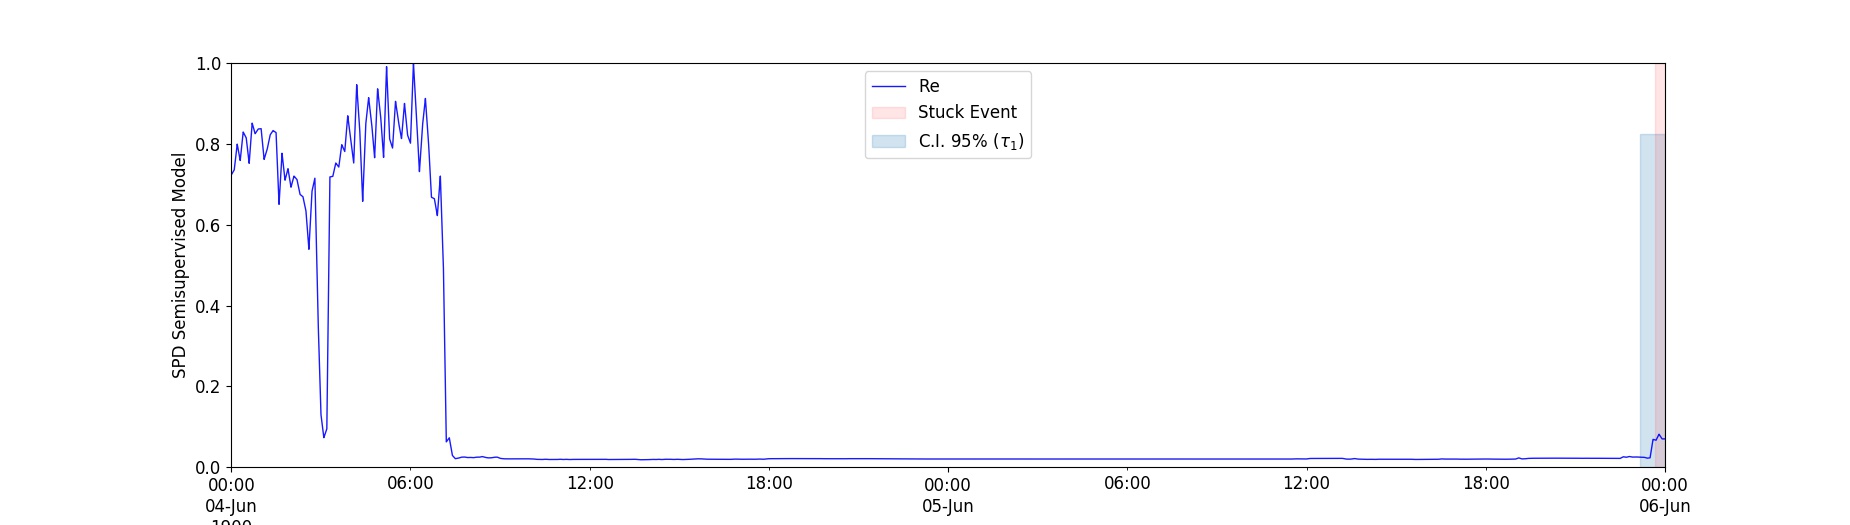 1.0
0.8
0.6
0.4
0.2
0.0
SPD Semisupervised Model
Re
Stuck Event
C.I. 95% (τ₁)
00:00 06:00 12:00 18:00 00:00 06:00 12:00 18:00 00:00
04-Jun 05-Jun 06-Jun
1900